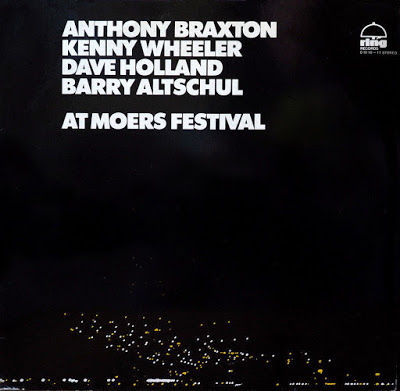 ANTHONY BRAXTON
KENNY WHEELER
DAVE HOLLAND
BARRY ALTSCHUL
AT MOERS FESTIVAL
ring
RECORDS